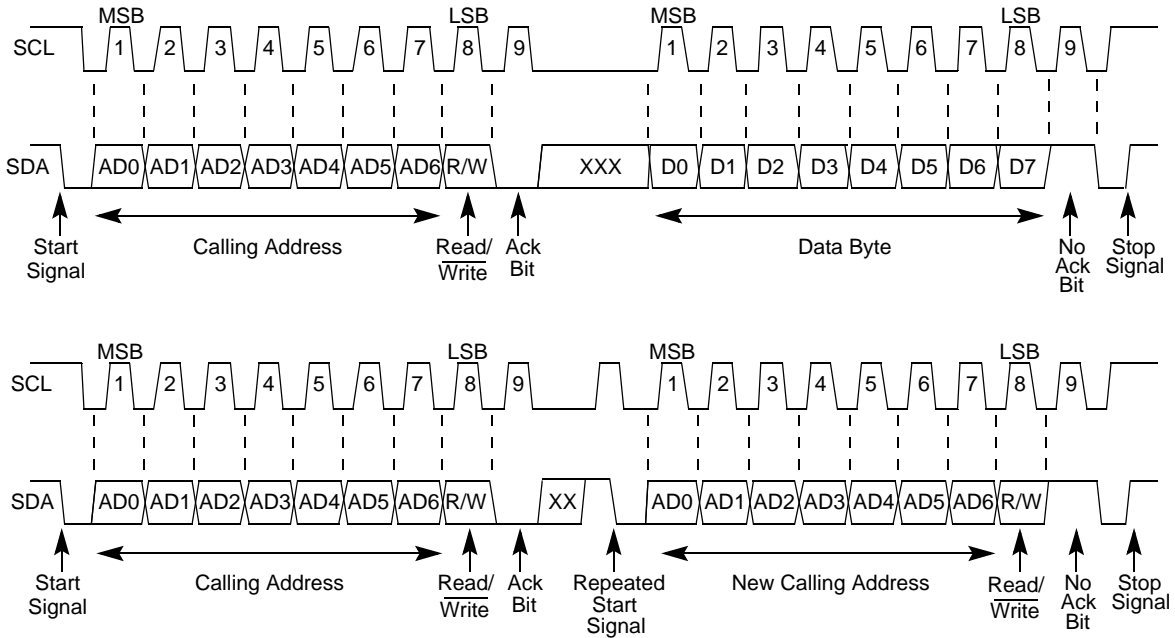 MSB LSB MSB LSB
SCL 1 2 3 4 5 6 7 8 9 1 2 3 4 5 6 7 8 9
SDA AD0 AD1 AD2 AD3 AD4 AD5 AD6 R/W XXX D0 D1 D2 D3 D4 D5 D6 D7
Start Calling Address Read/ Ack Data Byte No Stop
Signal Write Bit Ack Signal
Bit
MSB LSB MSB LSB
SCL 1 2 3 4 5 6 7 8 9 1 2 3 4 5 6 7 8 9
SDA AD0 AD1 AD2 AD3 AD4 AD5 AD6 R/W XX AD0 AD1 AD2 AD3 AD4 AD5 AD6 R/W
Start Calling Address Read/ Ack Repeated New Calling Address Read/ No Stop
Signal Write Bit Start Write Ack Signal
Signal Bit